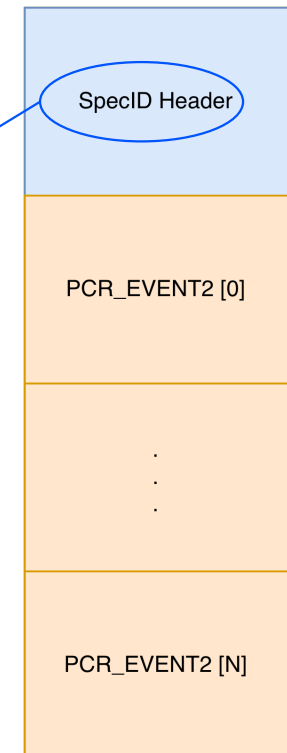 SpecID Header
PCR_EVENT2 [0]
.
.
.
PCR_EVENT2 [N]